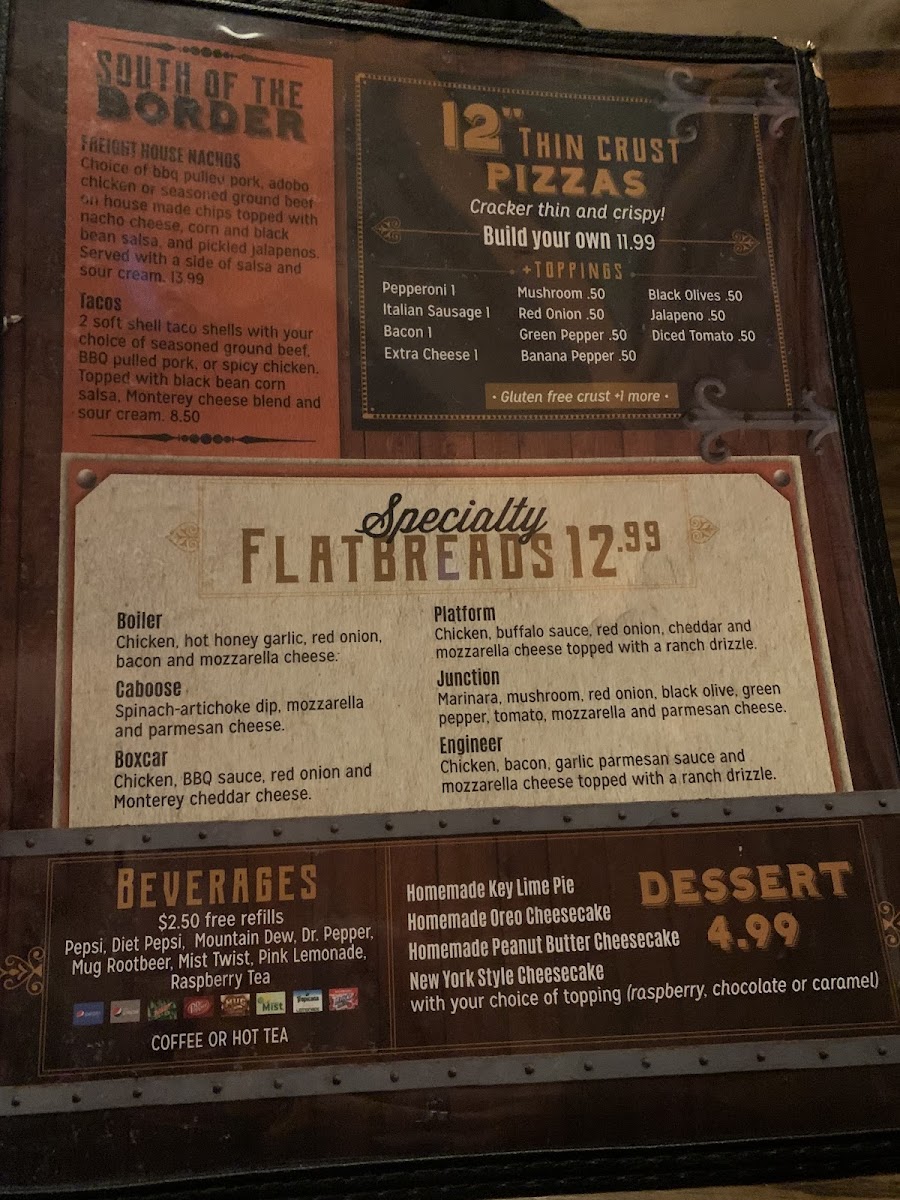 SOUTH OF THE
BORDER
FREIGHT HOUSE NACHOS
Choice of bbq pulled pork, adobo
chicken or seasoned ground beef
on house made chips topped with
nacho cheese, corn and black
bean salsa, and pickled jalapenos.
Served with a side of salsa and
sour cream. 13.99
Tacos
2 soft shell taco shells with your
choice of seasoned ground beef,
BBQ pulled pork, or spicy chicken.
Topped with black bean corn
salsa, Monterey cheese blend and
sour cream. 8.50
12" THIN CRUST
PIZZAS
Cracker thin and crispy!
Build your own 11.99
+TOPPINGS
Pepperoni 1
Italian Sausage 1
Bacon 1
Extra Cheese 1
Mushroom .50
Red Onion .50
Green Pepper .50
Banana Pepper .50
Black Olives .50
Jalapeno .50
Diced Tomato .50
• Gluten free crust +1 more •
Specialty
FLATBREADS 12.99
Boiler
Chicken, hot honey garlic, red onion,
bacon and mozzarella cheese.
Caboose
Spinach-artichoke dip, mozzarella
and parmesan cheese.
Boxcar
Chicken, BBQ sauce, red onion and
Monterey cheddar cheese.
Platform
Chicken, buffalo sauce, red onion, cheddar and
mozzarella cheese topped with a ranch drizzle.
Junction
Marinara, mushroom, red onion, black olive, green
pepper, tomato, mozzarella and parmesan cheese.
Engineer
Chicken, bacon, garlic parmesan sauce and
mozzarella cheese topped with a ranch drizzle.
BEVERAGES
$2.50 free refills
Pepsi, Diet Pepsi, Mountain Dew, Dr. Pepper,
Mug Rootbeer, Mist Twist, Pink Lemonade,
Raspberry Tea
COFFEE OR HOT TEA
DESSERT
4.99
Homemade Key Lime Pie
Homemade Oreo Cheesecake
Homemade Peanut Butter Cheesecake
New York Style Cheesecake
with your choice of topping (raspberry, chocolate or caramel)